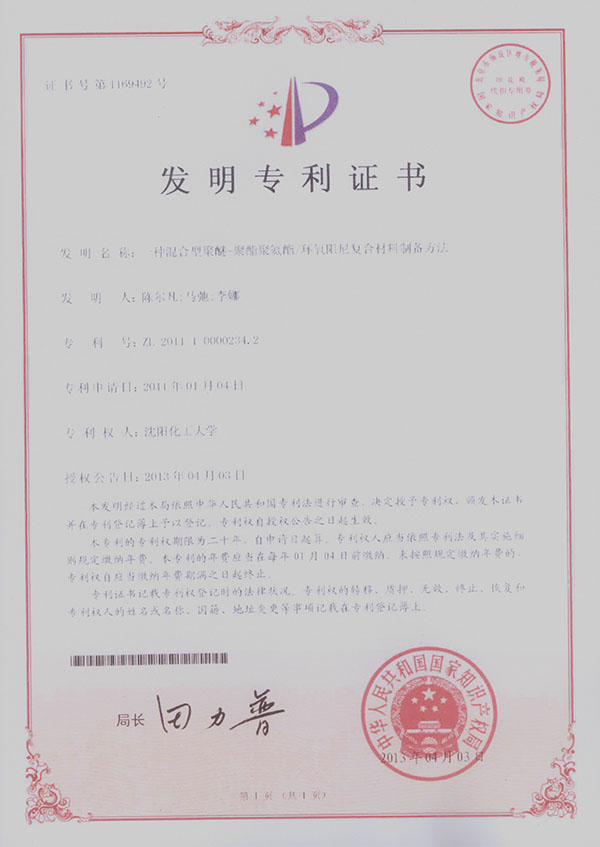 证书号第1169492号
发明专利证书
发明名称：一种混合型聚醚-聚酯聚氨酯/环氧阻尼复合材料制备方法
发明人：陈尔凡;马驰;李娜
专利号：ZL 2011 1 0000234.2
专利申请日：2011年01月04日
专利权人：沈阳化工大学
授权公告日：2013年04月03日
本发明经过本局依照中华人民共和国专利法进行审查，决定授予专利权，颁发本证书
并在专利登记簿上予以登记。专利权自授权公告之日起生效。
本专利的专利权期限为二十年，自申请日起算。专利权人应当依照专利法及其实施细
则规定缴纳年费。本专利的年费应当在每年01月04日前缴纳。未按照规定缴纳年费的，
专利权自应当缴纳年费期满之日起终止。
专利证书记载专利权登记时的法律状况。专利权的转移、质押、无效、终止、恢复和
专利权人的姓名或名称、国籍、地址变更等事项记载在专利登记簿上。
局长 田力普
中华人民共和国国家知识产权局
2013年04月03日
第1页（共1页）